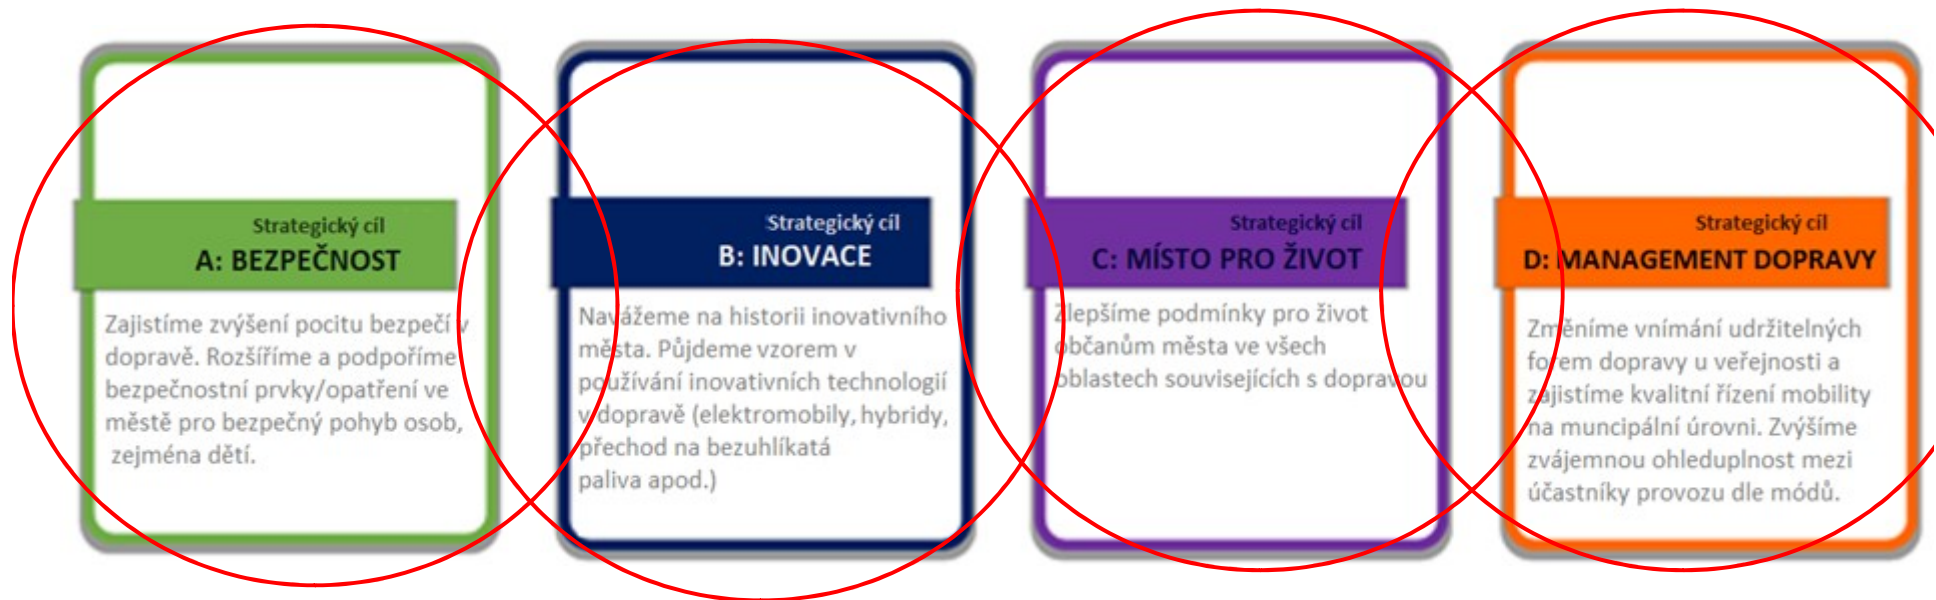 Strategický cíl
A: BEZPEČNOST
Zajistíme zvýšení pocitu bezpečí v
dopravě. Rozšíříme a podpoříme
bezpečnostní prvky/opatření ve
městě pro bezpečný pohyb osob,
zejména dětí.
Strategický cíl
B: INOVACE
Navážeme na historii inovativního
města. Půjdeme vzorem v
používání inovativních technologií
v dopravě (elektromobily, hybridy,
přechod na bezuhlíkatá
paliva apod.)
Strategický cíl
C: MÍSTO PRO ŽIVOT
Zlepšíme podmínky pro život
občanům města ve všech
oblastech souvisejících s dopravou
Strategický cíl
D: MANAGEMENT DOPRAVY
Změníme vnímání udržitelných
forem dopravy u veřejnosti a
zajistíme kvalitní řízení mobility
na muncipální úrovni. Zvýšíme
zvájemnou ohleduplnost mezi
účastníky provozu dle módů.